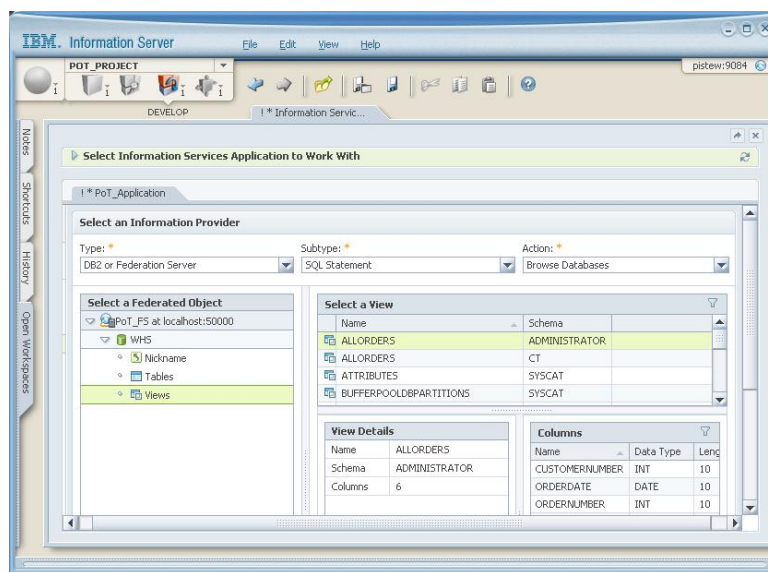 IBM. Information Server File Edit View Help
POT_PROJECT
pistew:9084
DEVELOP
! * Information Servic...
Notes
Shortcuts
History
Open Workspaces
Select Information Services Application to Work With
! * PoT_Application
Select an Information Provider
Type: * Subtype: * Action: *
DB2 or Federation Server SQL Statement Browse Databases
Select a Federated Object
PoT_FS at localhost:50000
WHS
Nickname
Tables
Views
Select a View
Name Schema
ALLORDERS ADMINISTRATOR
ALLORDERS CT
ATTRIBUTES SYSCAT
BUFFERPOOLDBPARTITIONS SYSCAT
View Details
Name ALLORDERS
Schema ADMINISTRATOR
Columns 6
Columns
Name Data Type Leng
CUSTOMERNUMBER INT 10
ORDERDATE DATE 10
ORDERNUMBER INT 10